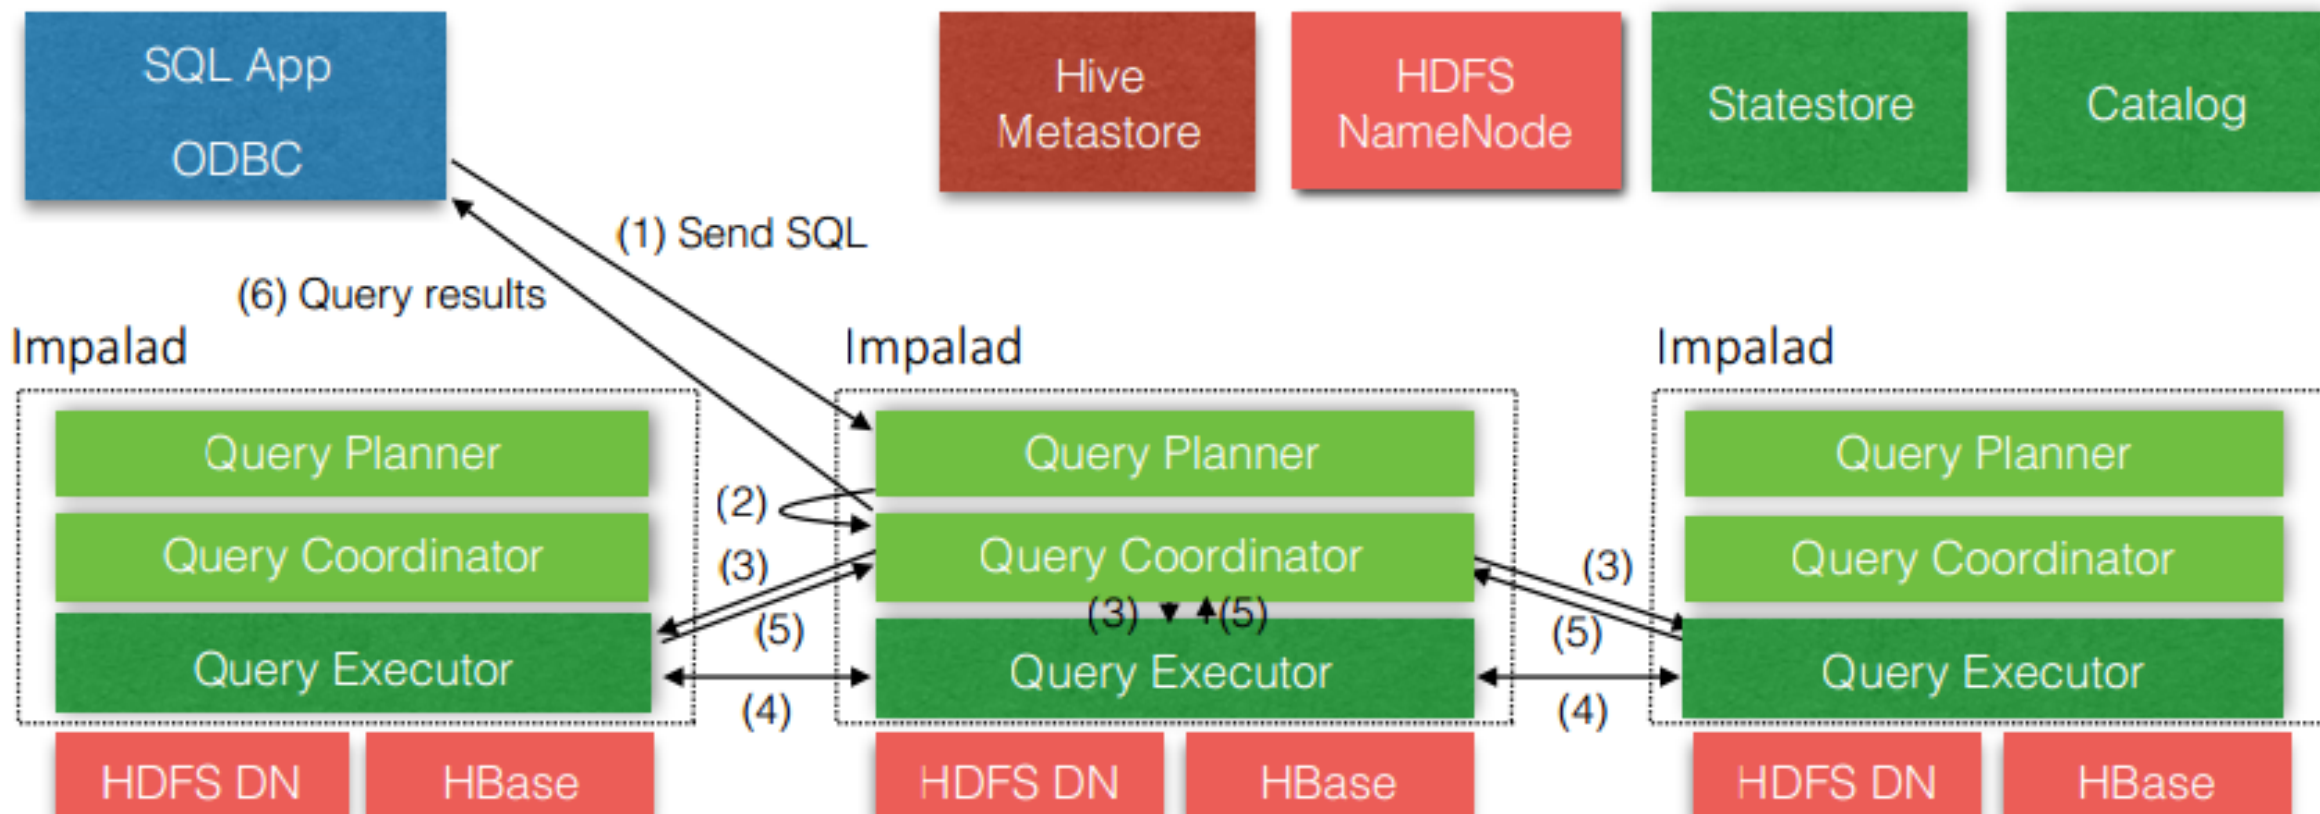 SQL App
ODBC
Hive
Metastore
HDFS
NameNode
Statestore
Catalog
(1) Send SQL
(6) Query results
Impalad
Impalad
Impalad
Query Planner
Query Planner
Query Planner
(2)
Query Coordinator
Query Coordinator
Query Coordinator
(3)
(3)
(3)
(5)
(5)
(5)
Query Executor
Query Executor
Query Executor
(4)
(4)
HDFS DN
HBase
HDFS DN
HBase
HDFS DN
HBase